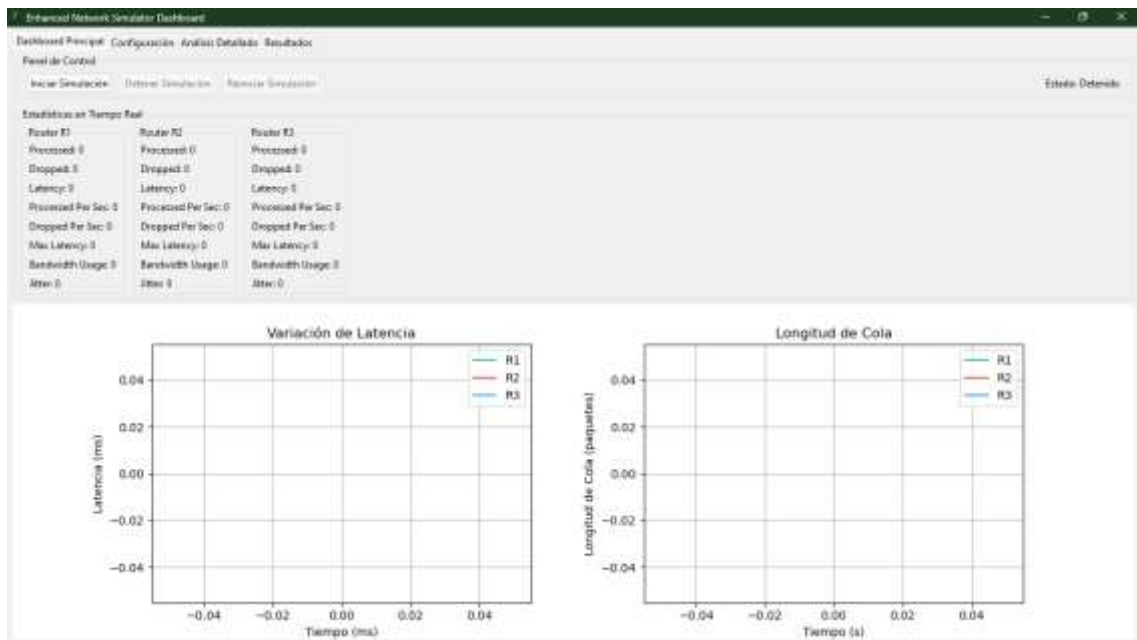 Enhanced Network Simulator Dashboard
Dashboard Principal Configuración Análisis Detallado Resultados
Panel de Control
Iniciar Simulación Detener Simulación Reiniciar Simulación Estado: Detenido
Estadísticas en Tiempo Real
Router R1 Router R2 Router R3
Processed: 0 Processed: 0 Processed: 0
Dropped: 0 Dropped: 0 Dropped: 0
Latency: 0 Latency: 0 Latency: 0
Processed Per Sec: 0 Processed Per Sec: 0 Processed Per Sec: 0
Dropped Per Sec: 0 Dropped Per Sec: 0 Dropped Per Sec: 0
Max Latency: 0 Max Latency: 0 Max Latency: 0
Bandwidth Usage: 0 Bandwidth Usage: 0 Bandwidth Usage: 0
Jitter: 0 Jitter: 0 Jitter: 0
Variación de Latencia
R1
R2
R3
Latencia (ms)
0.04
0.02
0.00
−0.02
−0.04
−0.04 −0.02 0.00 0.02 0.04
Tiempo (ms)
Longitud de Cola
R1
R2
R3
Longitud de Cola (paquetes)
0.04
0.02
0.00
−0.02
−0.04
−0.04 −0.02 0.00 0.02 0.04
Tiempo (s)